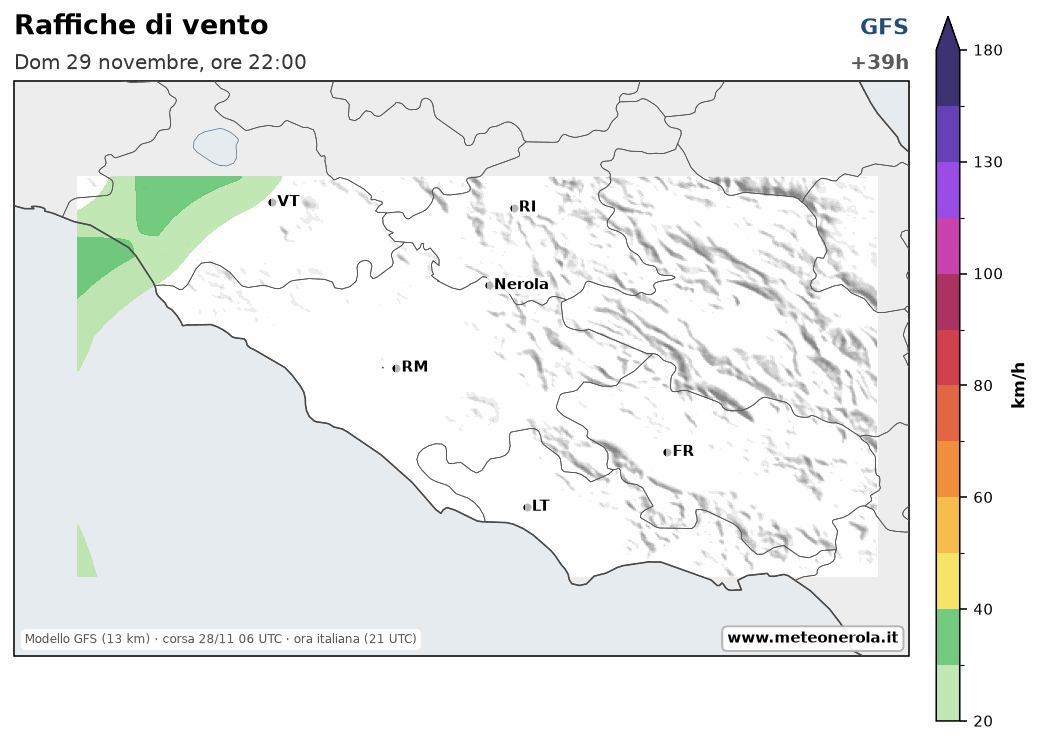 Raffiche di vento
GFS
Dom 29 novembre, ore 22:00
+39h
VT
RI
Nerola
RM
FR
LT
Modello GFS (13 km) · corsa 28/11 06 UTC · ora italiana (21 UTC)
www.meteonerola.it
180
130
100
80
60
40
20
km/h